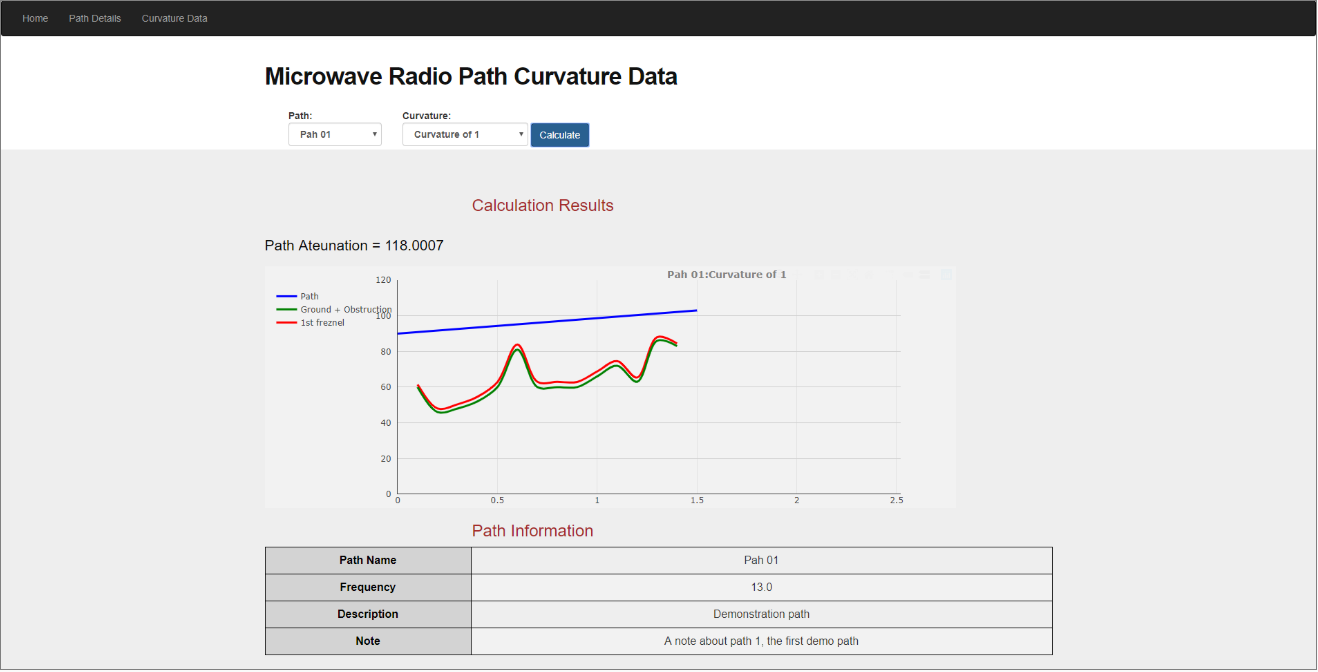 Home Path Details Curvature Data
Microwave Radio Path Curvature Data
Path: Curvature:
Pah 01 Curvature of 1 Calculate
Calculation Results
Path Ateunation = 118.0007
Pah 01:Curvature of 1
Path
Ground + Obstruction
1st freznel
120
100
80
60
40
20
0
0 0.5 1 1.5 2 2.5
Path Information
Path Name Pah 01
Frequency 13.0
Description Demonstration path
Note A note about path 1, the first demo path